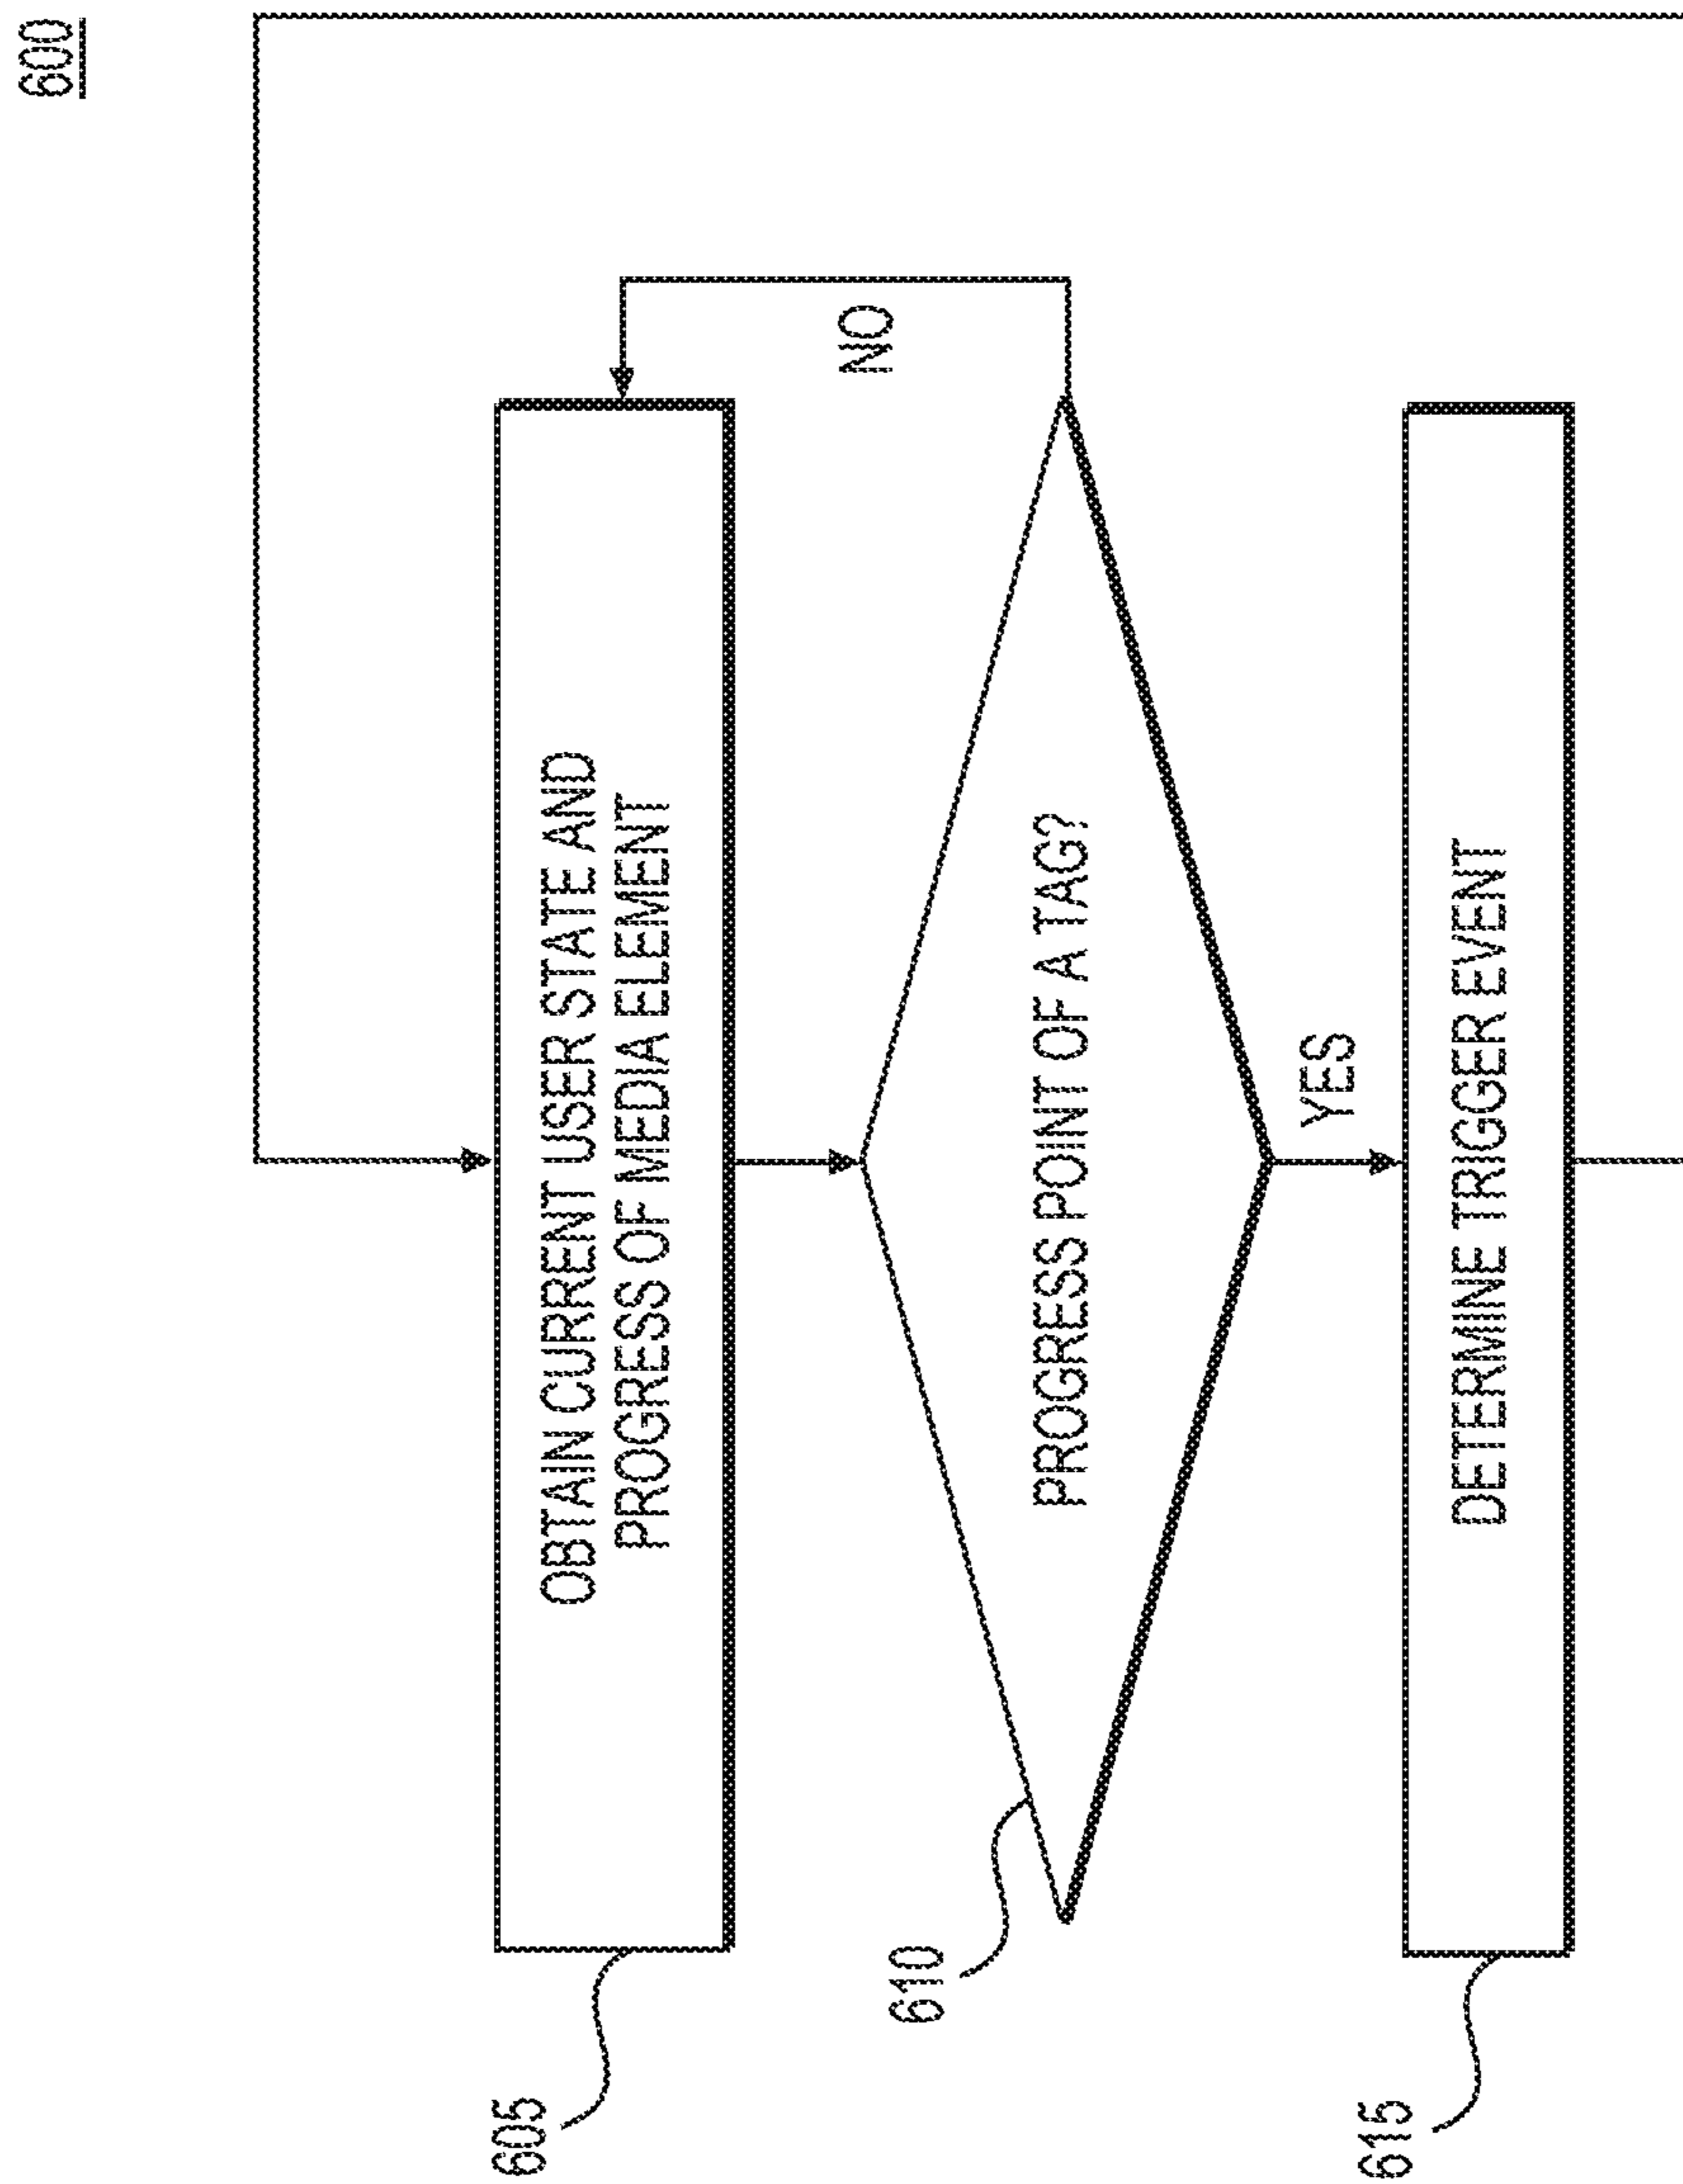 600
605
OBTAIN CURRENT USER STATE AND
PROGRESS OF MEDIA ELEMENT
610
PROGRESS POINT OF A TAG?
NO
YES
615
DETERMINE TRIGGER EVENT